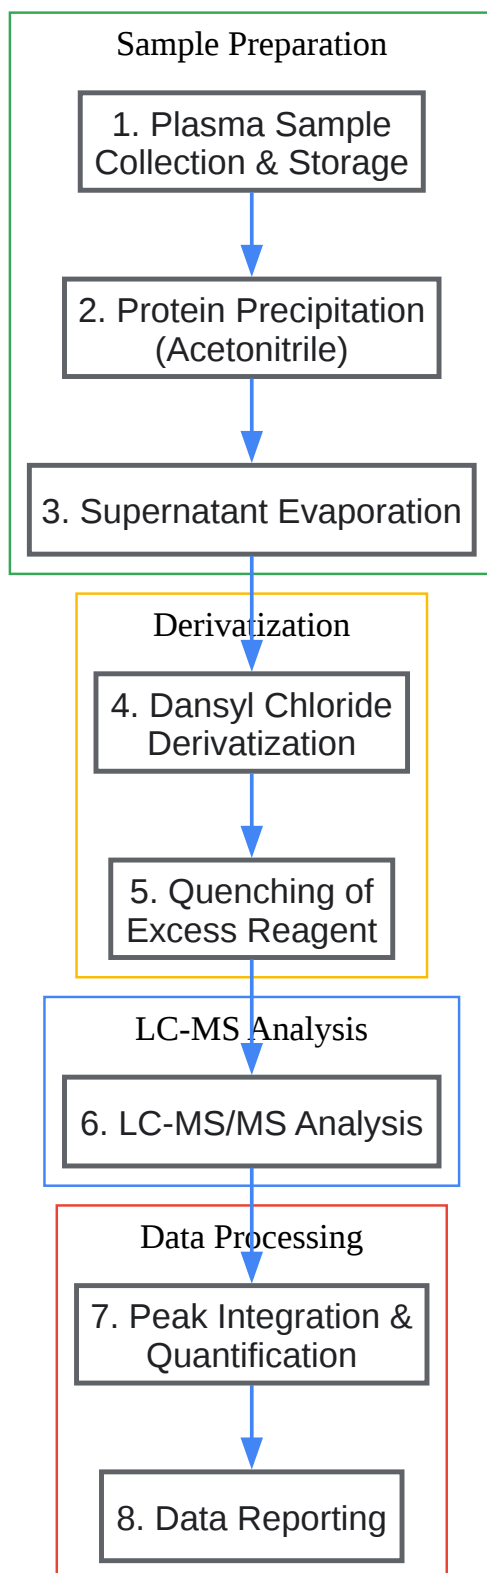 Sample Preparation
1. Plasma Sample
Collection & Storage
2. Protein Precipitation
(Acetonitrile)
3. Supernatant Evaporation
Derivatization
4. Dansyl Chloride
Derivatization
5. Quenching of
Excess Reagent
LC-MS Analysis
6. LC-MS/MS Analysis
Data Processing
7. Peak Integration &
Quantification
8. Data Reporting